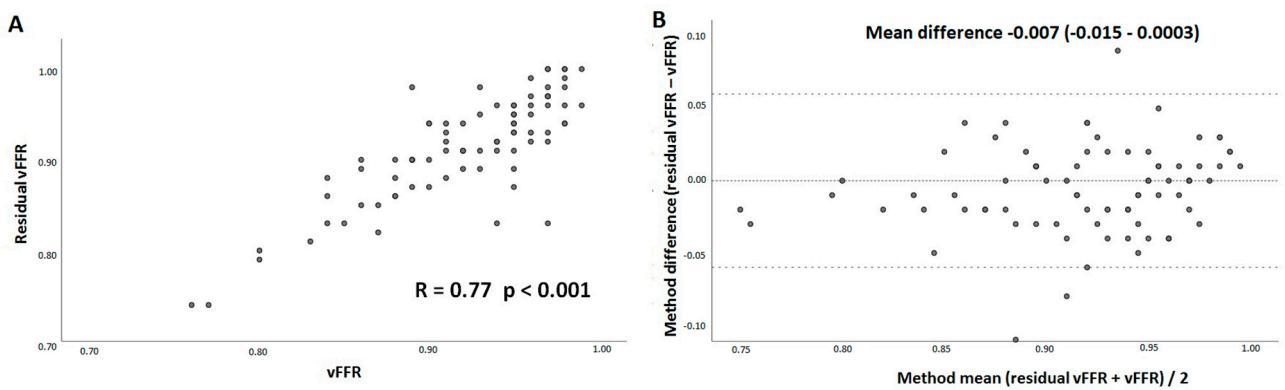 A
Residual vFFR
1.00
0.90
0.80
0.70
R = 0.77 p < 0.001
0.70 0.80 0.90 1.00
vFFR
B
Mean difference -0.007 (-0.015 - 0.0003)
Method difference (residual vFFR – vFFR)
0.10
0.05
0.00
-0.05
-0.10
0.75 0.80 0.85 0.90 0.95 1.00
Method mean (residual vFFR + vFFR) / 2